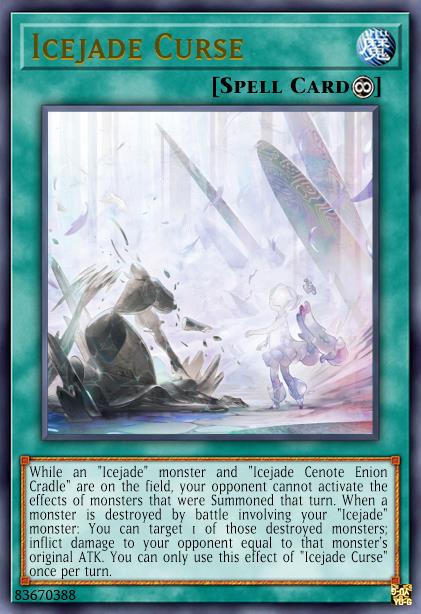 Icejade Curse
魔
[Spell Card∞]
While an "Icejade" monster and "Icejade Cenote Enion
Cradle" are on the field, your opponent cannot activate the
effects of monsters that were Summoned that turn. When a
monster is destroyed by battle involving your "Icejade"
monster: You can target 1 of those destroyed monsters;
inflict damage to your opponent equal to that monster's
original ATK. You can only use this effect of "Icejade Curse"
once per turn.
83670388